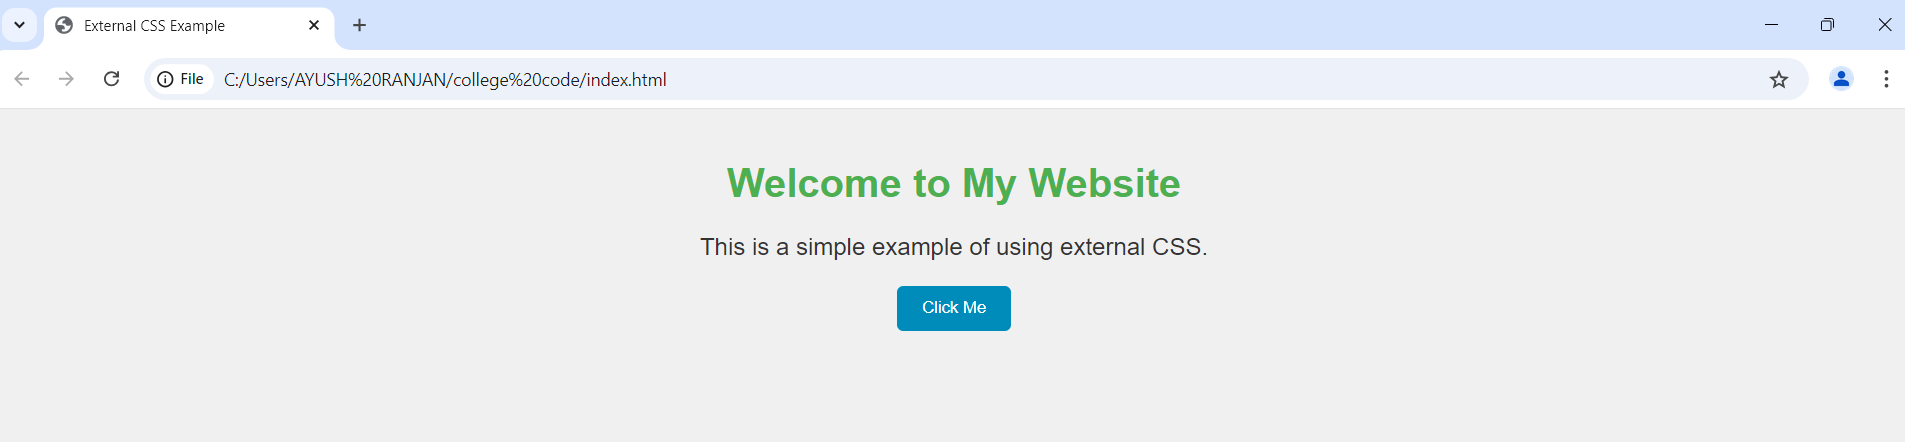 External CSS Example
File C:/Users/AYUSH%20RANJAN/college%20code/index.html
Welcome to My Website
This is a simple example of using external CSS.
Click Me